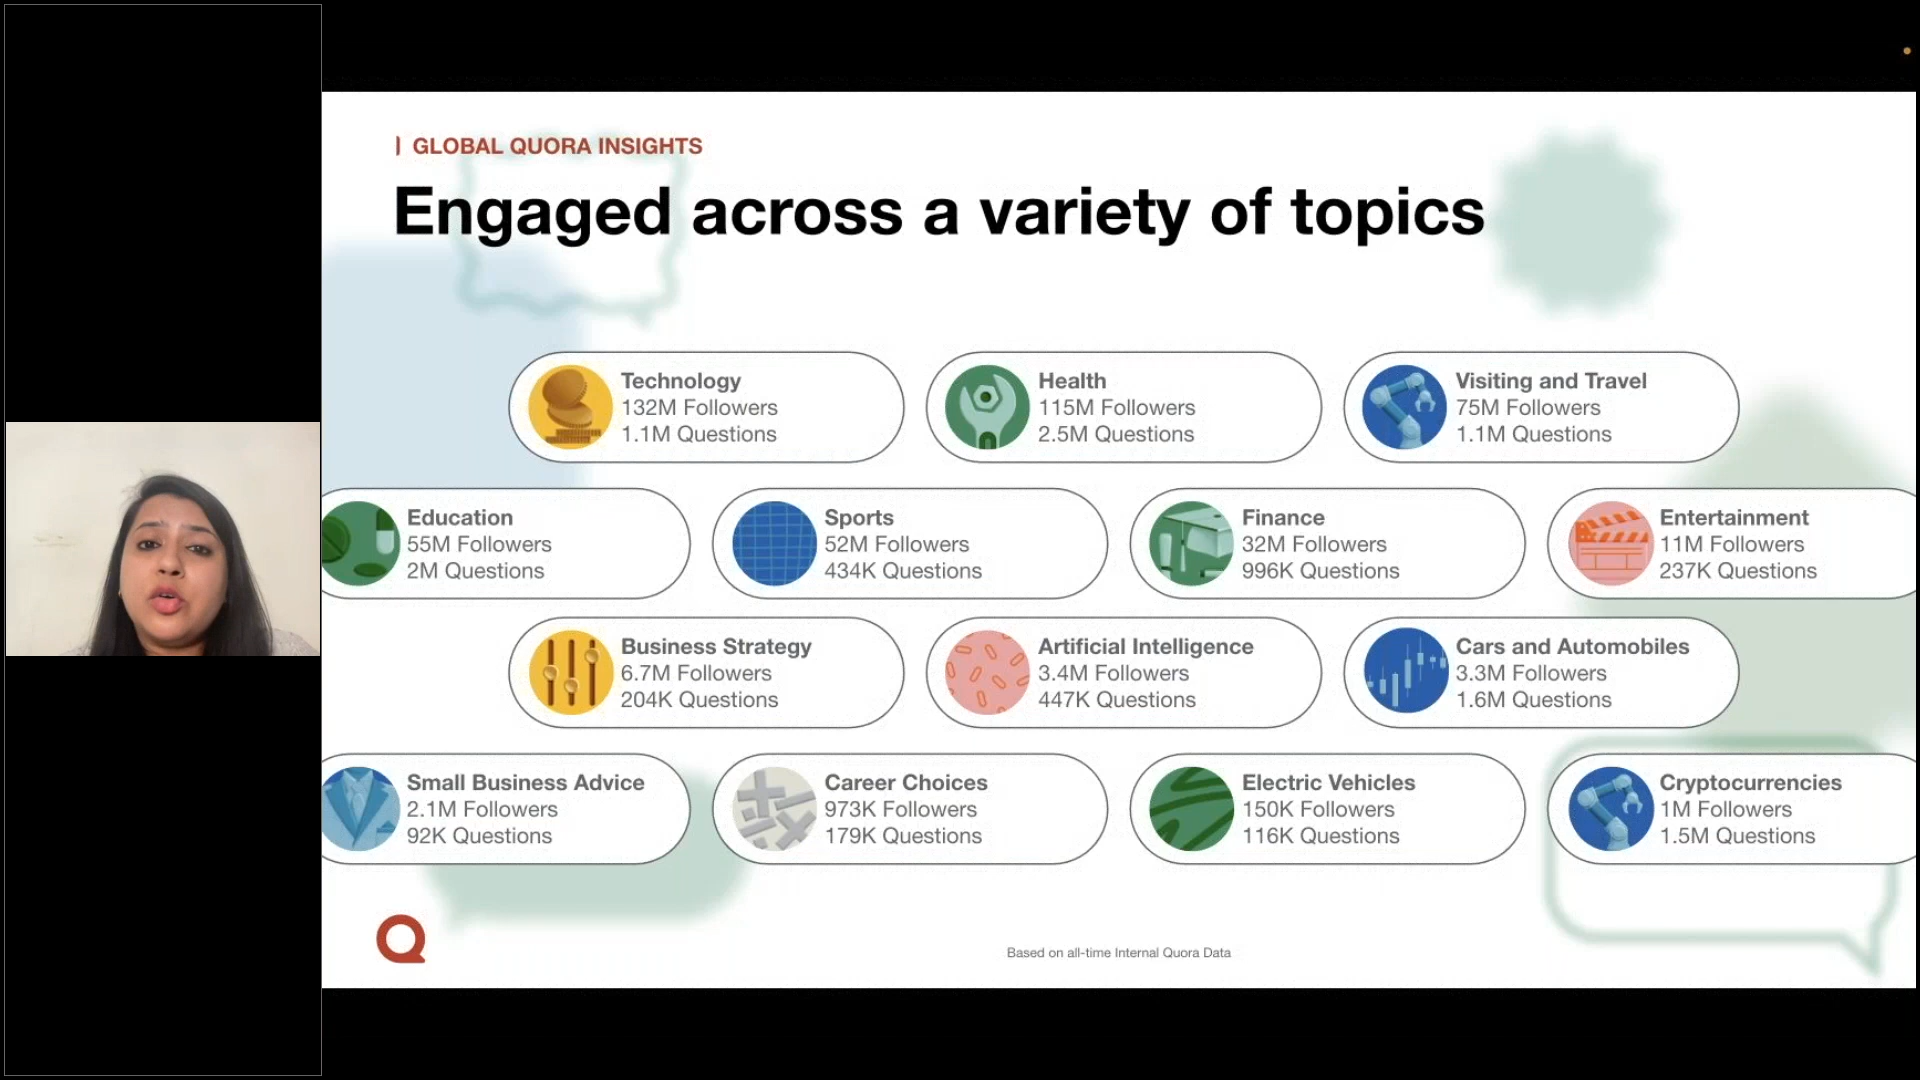 GLOBAL QUORA INSIGHTS
Engaged across a variety of topics
Technology
132M Followers
1.1M Questions
Health
115M Followers
2.5M Questions
Visiting and Travel
75M Followers
1.1M Questions
Education
55M Followers
2M Questions
Sports
52M Followers
434K Questions
Finance
32M Followers
996K Questions
Entertainment
11M Followers
237K Questions
Business Strategy
6.7M Followers
204K Questions
Artificial Intelligence
3.4M Followers
447K Questions
Cars and Automobiles
3.3M Followers
1.6M Questions
Small Business Advice
2.1M Followers
92K Questions
Career Choices
973K Followers
179K Questions
Electric Vehicles
150K Followers
116K Questions
Cryptocurrencies
1M Followers
1.5M Questions
Q
Based on all-time Internal Quora Data